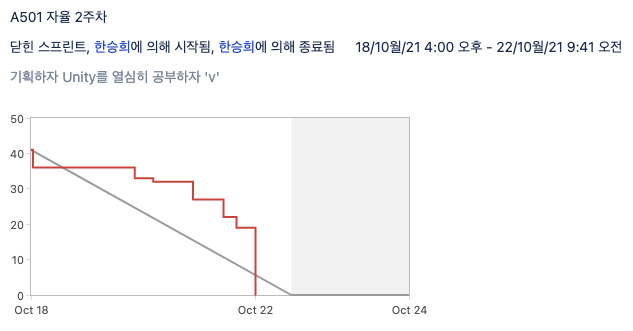 A501 자율 2주차
닫힌 스프린트, 한승희에 의해 시작됨, 한승희에 의해 종료됨 18/10월/21 4:00 오후 - 22/10월/21 9:41 오전
기획하자 Unity를 열심히 공부하자 'v'
50
40
30
20
10
0
Oct 18 Oct 22 Oct 24